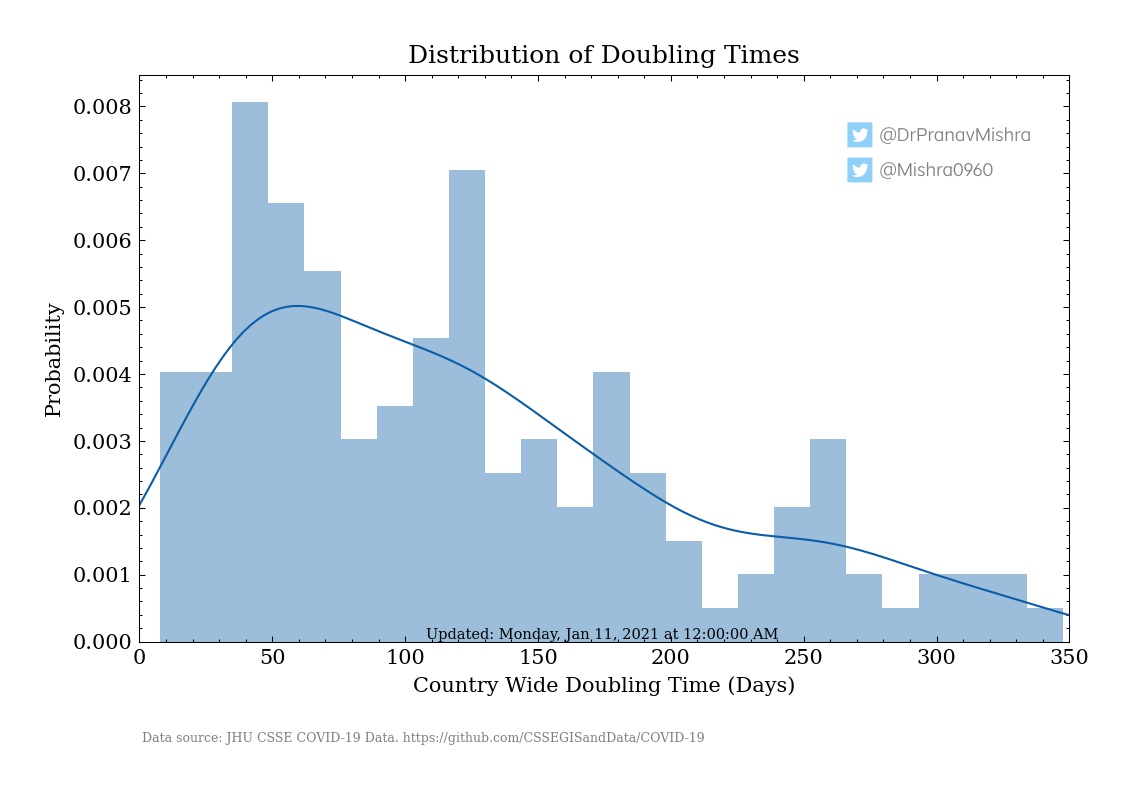 Distribution of Doubling Times
@DrPranavMishra
@Mishra0960
Probability
0.008
0.007
0.006
0.005
0.004
0.003
0.002
0.001
0.000
Updated: Monday, Jan 11, 2021 at 12:00:00 AM
0 50 100 150 200 250 300 350
Country Wide Doubling Time (Days)
Data source: JHU CSSE COVID-19 Data. https://github.com/CSSEGISandData/COVID-19